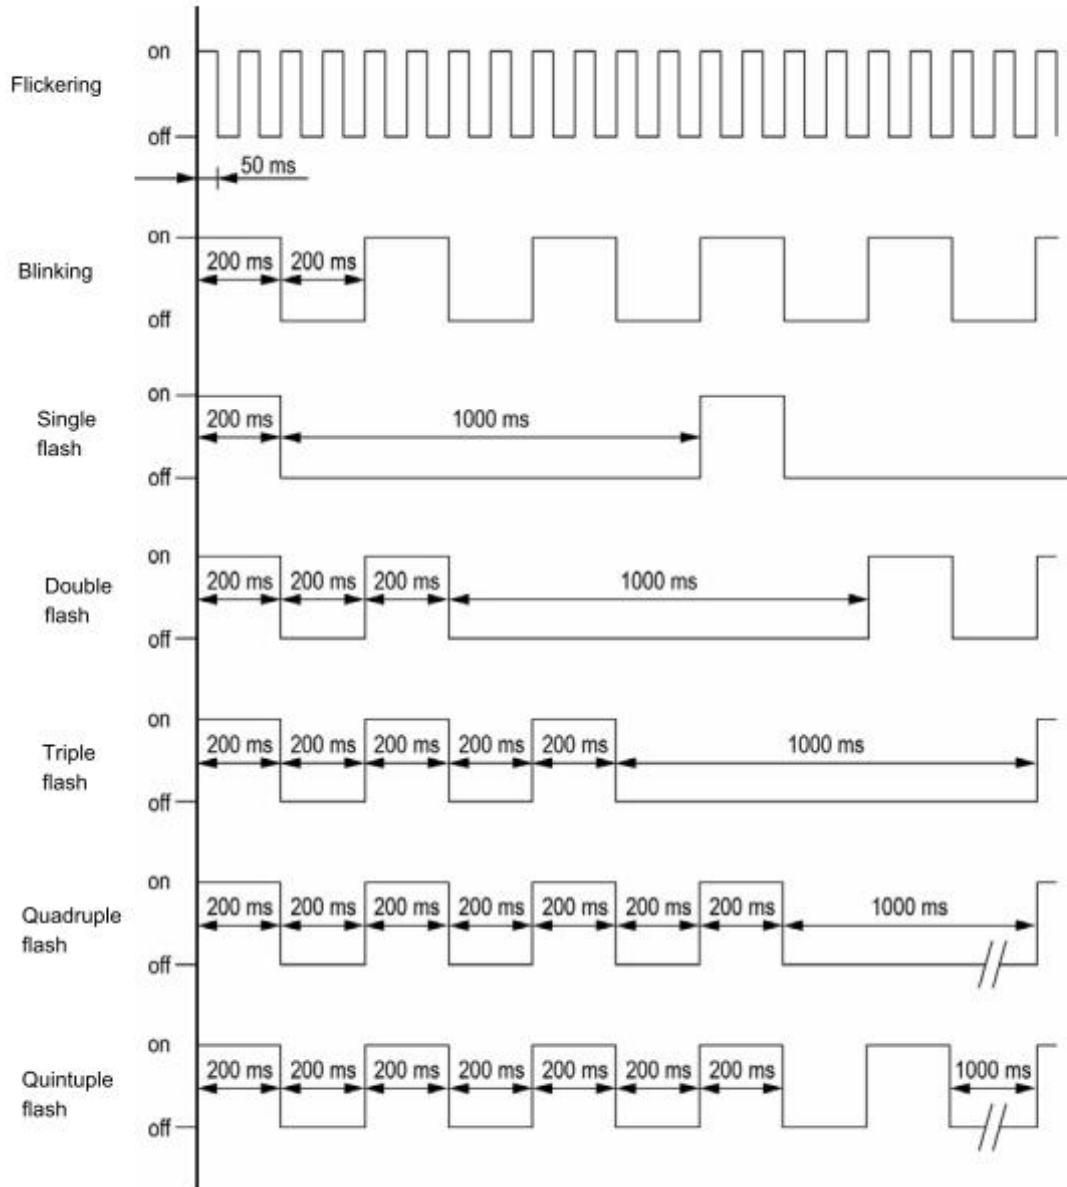 on
Flickering
off
50 ms
on
200 ms 200 ms
Blinking
off
on
Single
flash
200 ms 1000 ms
off
on
Double
flash
200 ms 200 ms 200 ms 1000 ms
off
on
Triple
flash
200 ms 200 ms 200 ms 200 ms 200 ms 1000 ms
off
on
Quadruple
flash
200 ms 200 ms 200 ms 200 ms 200 ms 200 ms 200 ms 1000 ms
off
on
Quintuple
flash
200 ms 200 ms 200 ms 200 ms 200 ms 200 ms 200 ms 1000 ms
off